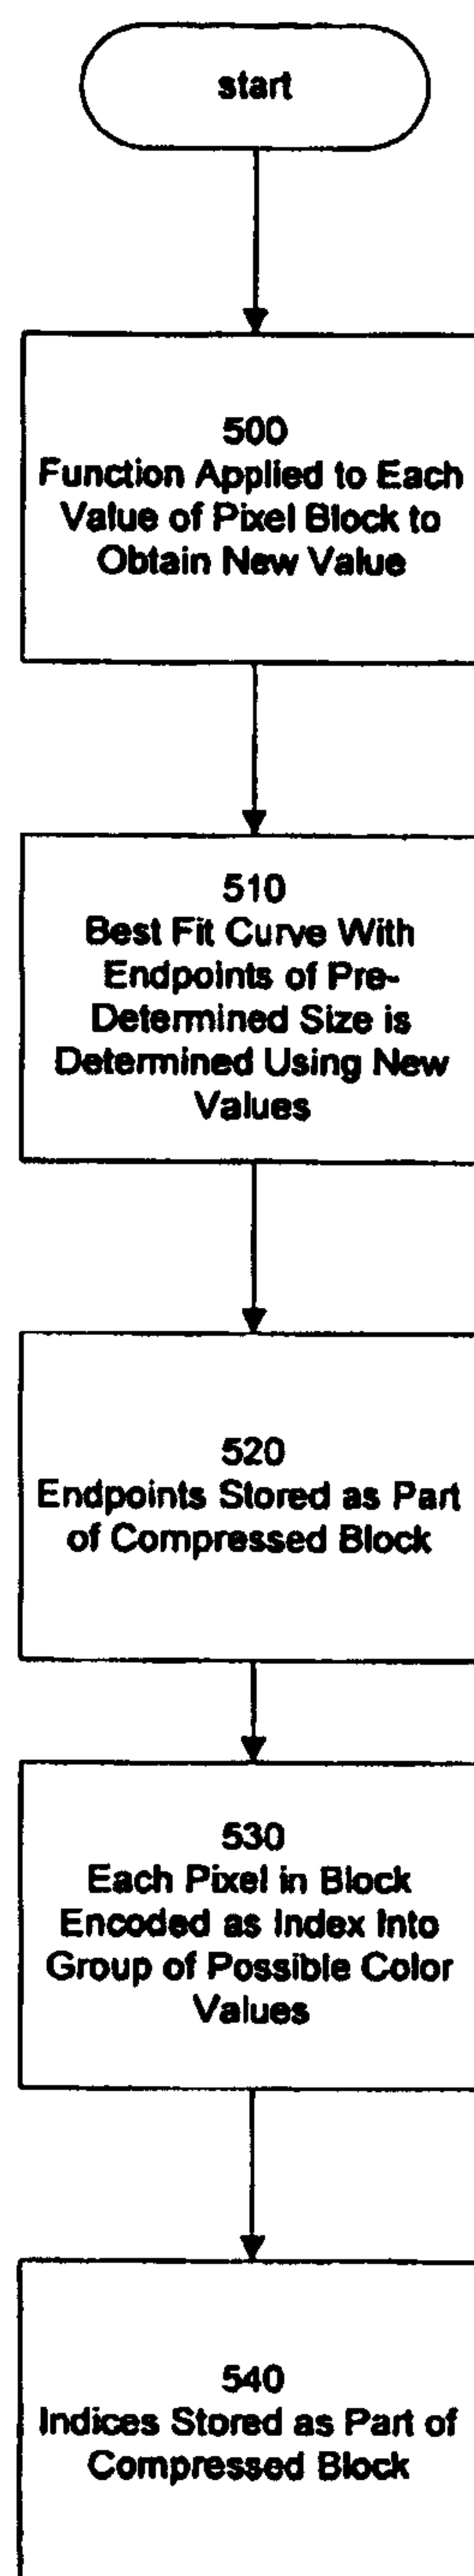 start
500
Function Applied to Each
Value of Pixel Block to
Obtain New Value
510
Best Fit Curve With
Endpoints of Pre-
Determined Size is
Determined Using New
Values
520
Endpoints Stored as Part
of Compressed Block
530
Each Pixel in Block
Encoded as Index Into
Group of Possible Color
Values
540
Indices Stored as Part of
Compressed Block